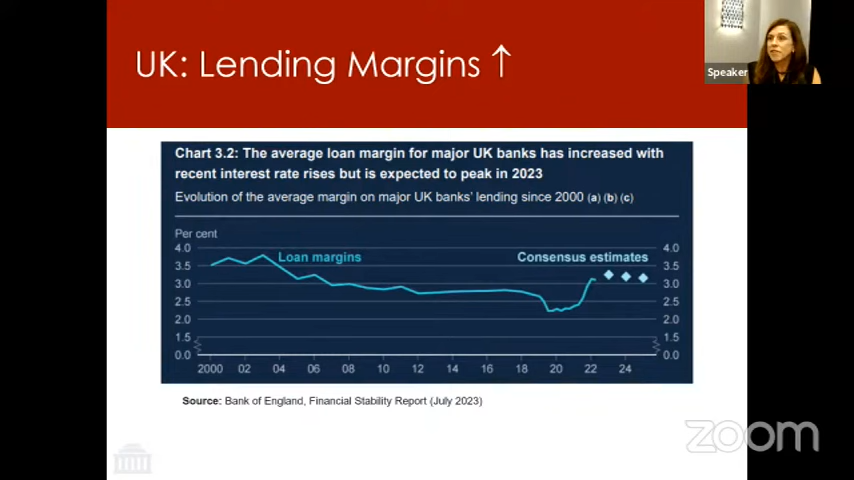 UK: Lending Margins ↑
Speaker
Chart 3.2: The average loan margin for major UK banks has increased with
recent interest rate rises but is expected to peak in 2023
Evolution of the average margin on major UK banks' lending since 2000 (a) (b) (c)
Per cent
4.0 Loan margins Consensus estimates 4.0
3.5 3.5
3.0 3.0
2.5 2.5
2.0 2.0
1.5 1.5
0.0 0.0
2000 02 04 06 08 10 12 14 16 18 20 22 24
Source: Bank of England, Financial Stability Report (July 2023)
zoom